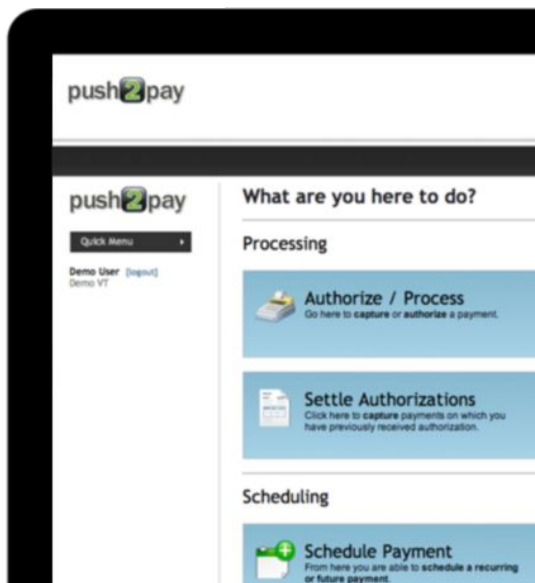 push2pay
push2pay
What are you here to do?
Quick Menu
Processing
Demo User [logout]
Demo VT
Authorize / Process
Go here to capture or authorize a payment.
Settle Authorizations
Click here to capture payments on which you
have previously received authorization.
Scheduling
Schedule Payment
From here you are able to schedule a recurring
or future payment.